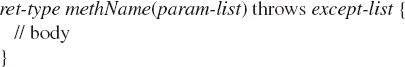 ret-type methName(param-list) throws except-list {
// body
}